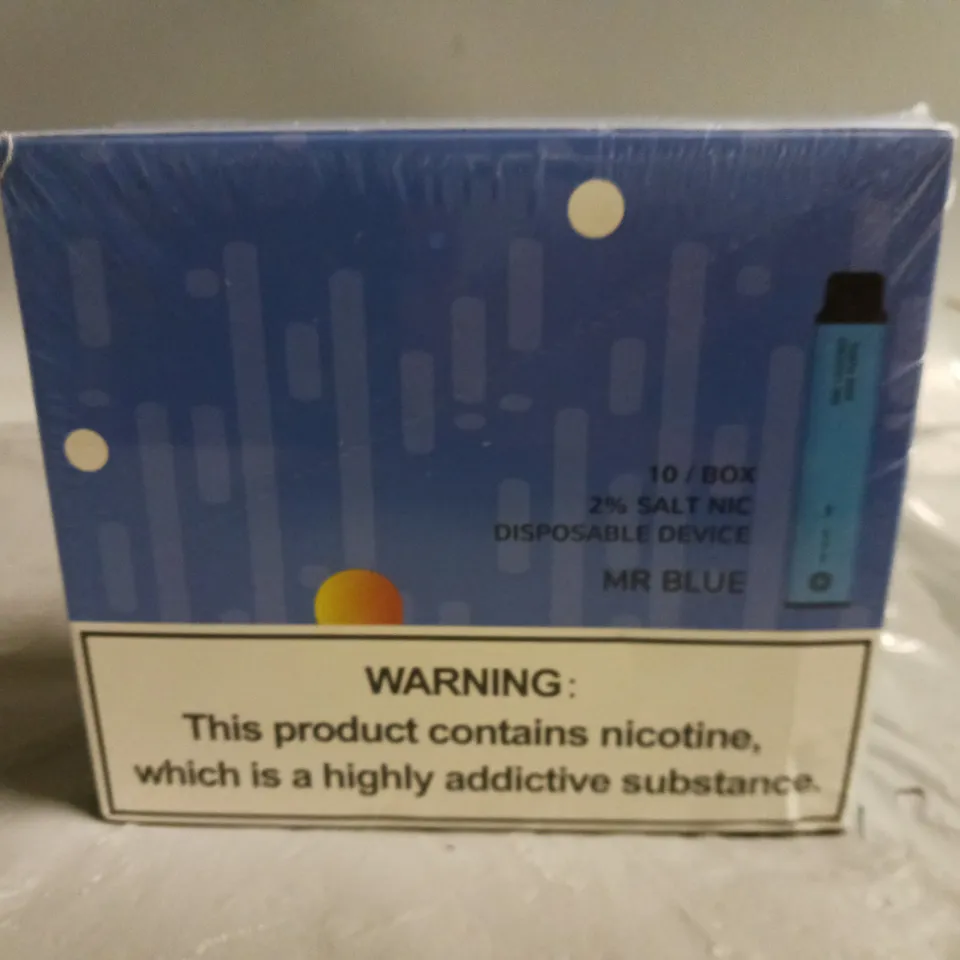 10 / BOX
2% SALT NIC
DISPOSABLE DEVICE
MR BLUE
WARNING:
This product contains nicotine,
which is a highly addictive substance.